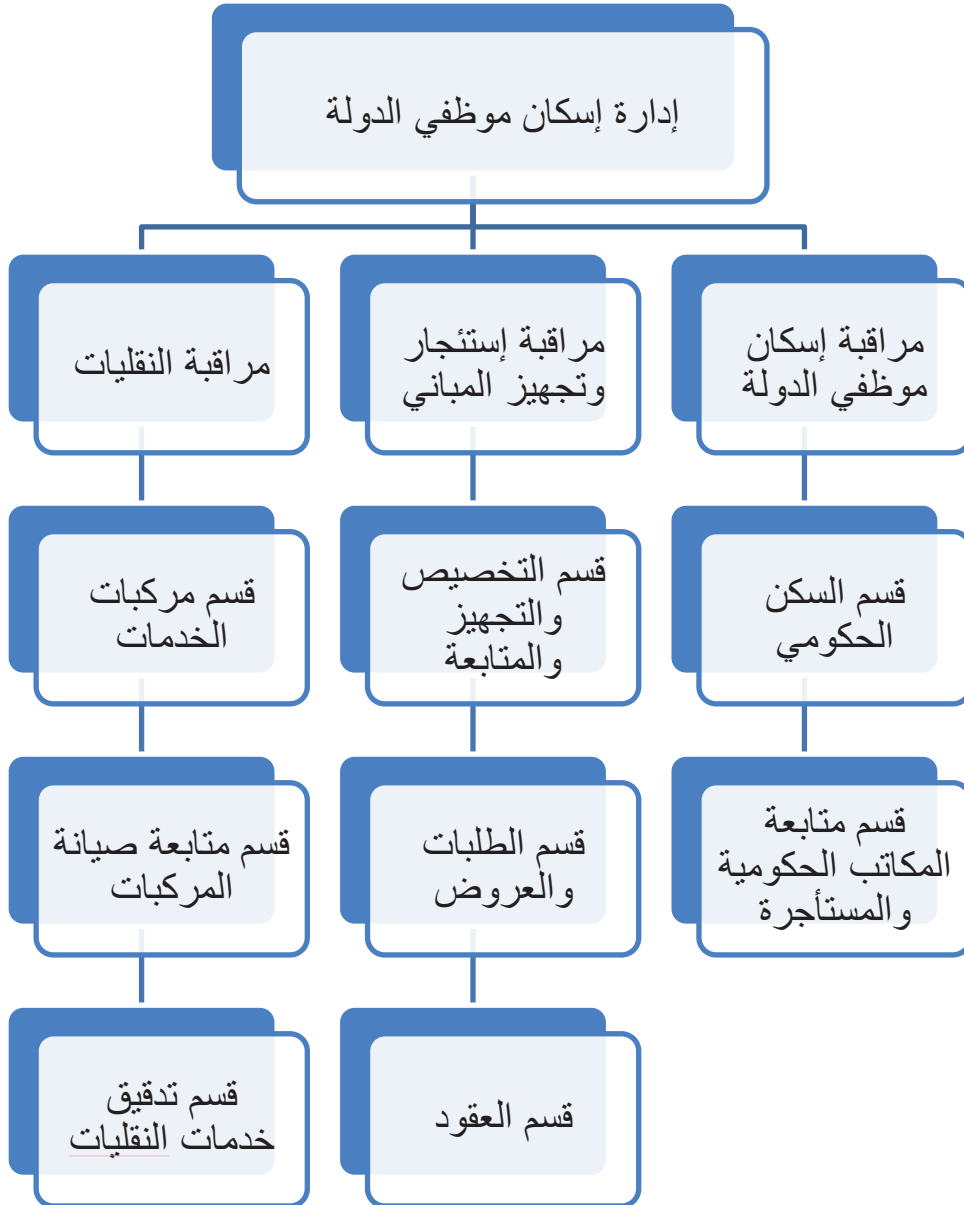 إدارة إسكان موظفي الدولة
مراقبة إسكان
موظفي الدولة
مراقبة إستئجار
وتجهيز المباني
مراقبة النقليات
قسم السكن
الحكومي
قسم التخصيص
والتجهيز
والمتابعة
قسم مركبات
الخدمات
قسم متابعة
المكاتب الحكومية
والمستأجرة
قسم الطلبات
والعروض
قسم متابعة صيانة
المركبات
قسم العقود
قسم تدقيق
خدمات النقليات